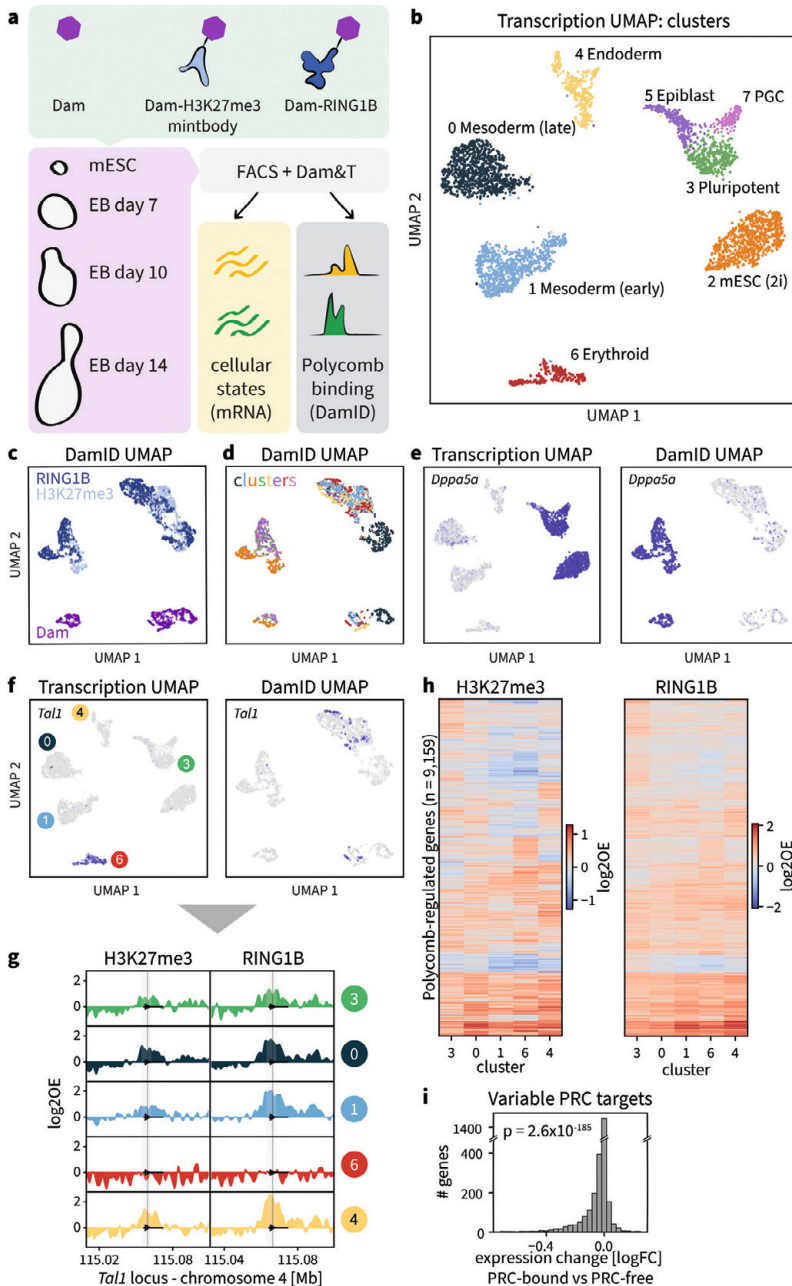 a
Dam
Dam-H3K27me3
mintbody
Dam-RING1B
mESC
EB day 7
EB day 10
EB day 14
FACS + Dam&T
cellular
states
(mRNA)
Polycomb
binding
(DamID)
b
Transcription UMAP: clusters
4 Endoderm
5 Epiblast
7 PGC
0 Mesoderm (late)
3 Pluripotent
2 mESC (2i)
1 Mesoderm (early)
6 Erythroid
UMAP 2
UMAP 1
c
DamID UMAP
RING1B
H3K27me3
Dam
UMAP 2
UMAP 1
d
DamID UMAP
clusters
UMAP 1
e
Transcription UMAP
Dppa5a
UMAP 1
DamID UMAP
Dppa5a
UMAP 1
f
Transcription UMAP
Tal1
4
0
3
1
6
UMAP 2
UMAP 1
DamID UMAP
Tal1
UMAP 1
g
H3K27me3
RING1B
2
0
3
2
0
0
2
0
1
2
0
6
2
0
4
log2OE
115.02
115.08
115.04
115.08
Tal1 locus - chromosome 4 [Mb]
h
H3K27me3
RING1B
Polycomb-regulated genes (n = 9,159)
1
0
-1
log2OE
2
0
-2
log2OE
3 0 1 6 4
3 0 1 6 4
cluster
cluster
i
Variable PRC targets
p = 2.6x10-185
1400
400
200
0
# genes
-0.4
0.0
expression change [logFC]
PRC-bound vs PRC-free